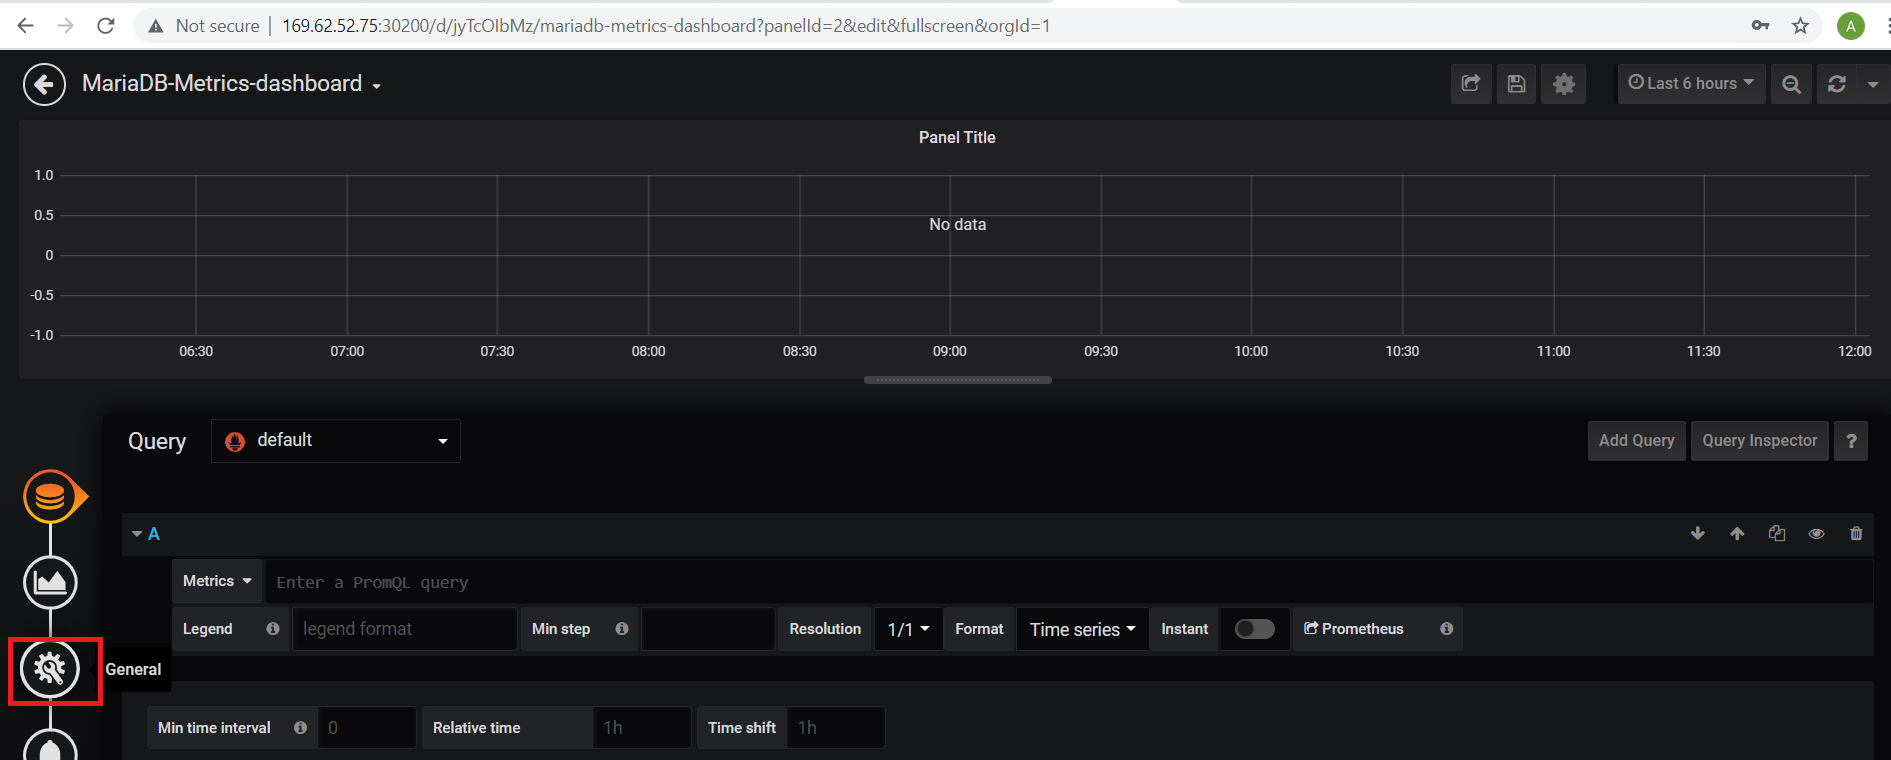 Not secure | 169.62.52.75:30200/d/jyTcOlbMz/mariadb-metrics-dashboard?panelId=2&edit&fullscreen&orgId=1
A
MariaDB-Metrics-dashboard
Last 6 hours
Panel Title
1.0
0.5
No data
0
-0.5
-1.0
06:30 07:00 07:30 08:00 08:30 09:00 09:30 10:00 10:30 11:00 11:30 12:00
Query default Add Query Query Inspector ?
A
Metrics Enter a PromQL query
Legend legend format Min step Resolution 1/1 Format Time series Instant Prometheus
General
Min time interval 0 Relative time 1h Time shift 1h